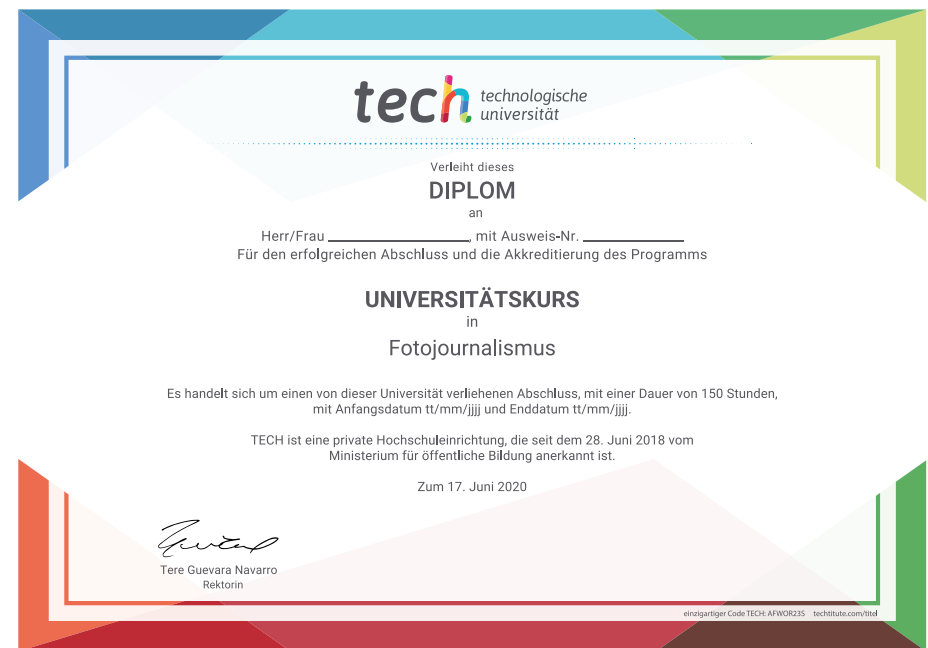 tech technologische
universität
Verleiht dieses
DIPLOM
an
Herr/Frau ____________________, mit Ausweis-Nr. ______________
Für den erfolgreichen Abschluss und die Akkreditierung des Programms
UNIVERSITÄTSKURS
in
Fotojournalismus
Es handelt sich um einen von dieser Universität verliehenen Abschluss, mit einer Dauer von 150 Stunden,
mit Anfangsdatum tt/mm/jjjj und Enddatum tt/mm/jjjj.
TECH ist eine private Hochschuleinrichtung, die seit dem 28. Juni 2018 vom
Ministerium für öffentliche Bildung anerkannt ist.
Zum 17. Juni 2020
Tere Guevara Navarro
Rektorin
einzigartiger Code TECH: AFWOR23S techtitute.com/titel